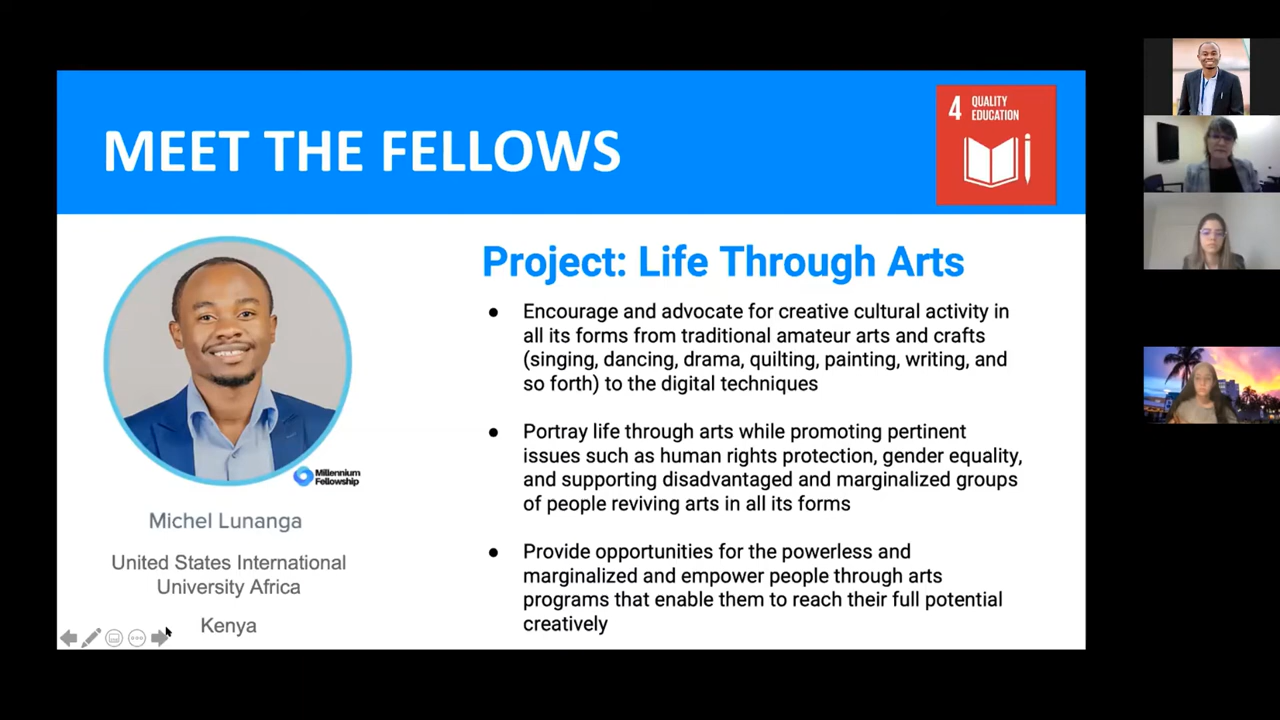 MEET THE FELLOWS
4 QUALITY
EDUCATION
Project: Life Through Arts
● Encourage and advocate for creative cultural activity in
all its forms from traditional amateur arts and crafts
(singing, dancing, drama, quilting, painting, writing, and
so forth) to the digital techniques
● Portray life through arts while promoting pertinent
issues such as human rights protection, gender equality,
and supporting disadvantaged and marginalized groups
of people reviving arts in all its forms
● Provide opportunities for the powerless and
marginalized and empower people through arts
programs that enable them to reach their full potential
creatively
Millennium
Fellowship
Michel Lunanga
United States International
University Africa
Kenya